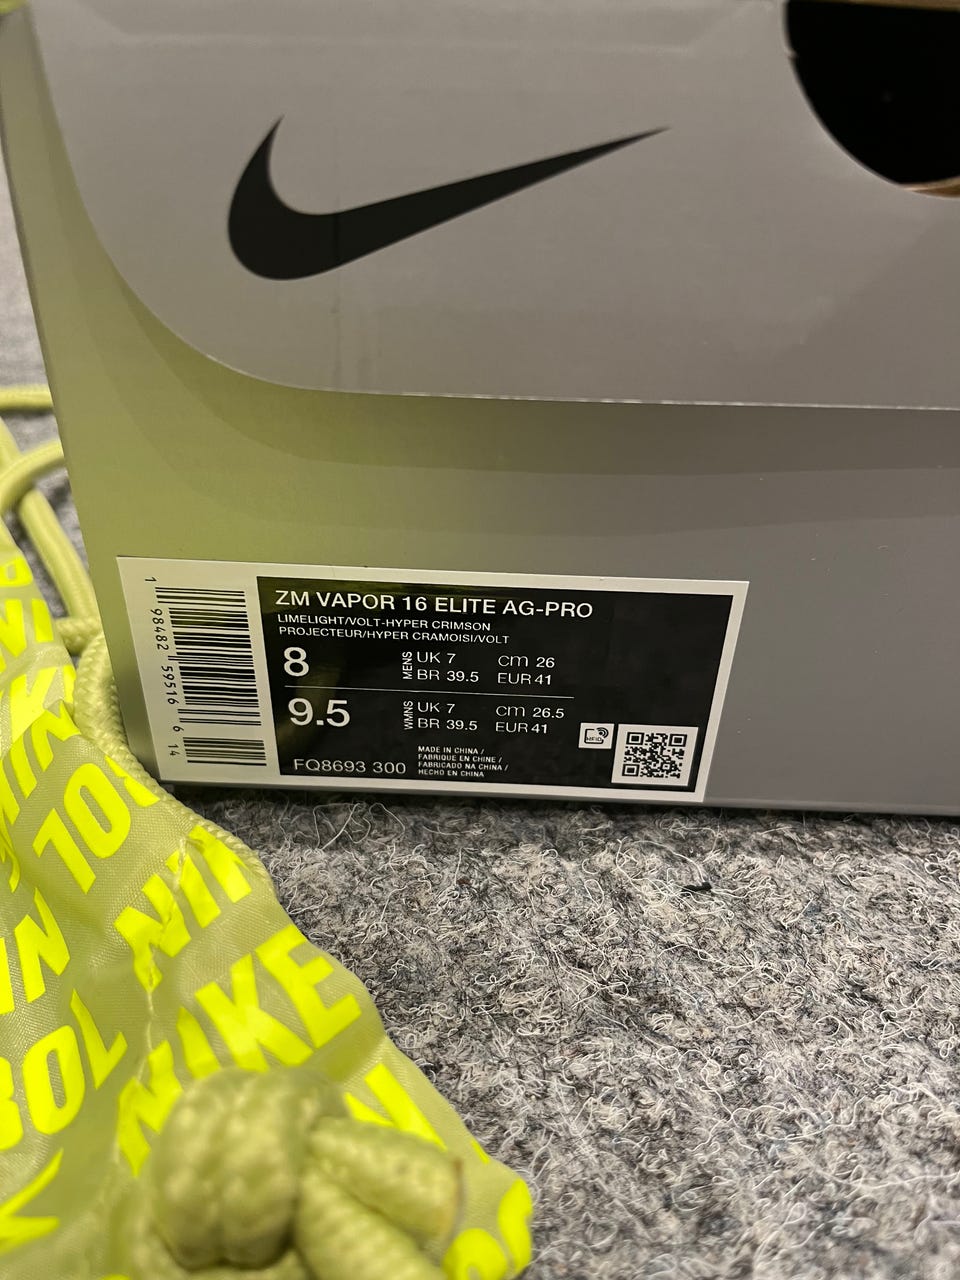 ZM VAPOR 16 ELITE AG-PRO
LIMELIGHT/VOLT-HYPER CRIMSON
PROJECTEUR/HYPER CRAMOISI/VOLT
8 MENS UK 7 cm 26
BR 39.5 EUR 41
9.5 WMNS UK 7 cm 26.5
BR 39.5 EUR 41
FQ8693 300
MADE IN CHINA /
FABRIQUE EN CHINE /
FABRICADO NA CHINA /
HECHO EN CHINA
1 98482 59516 6 14
NIKE